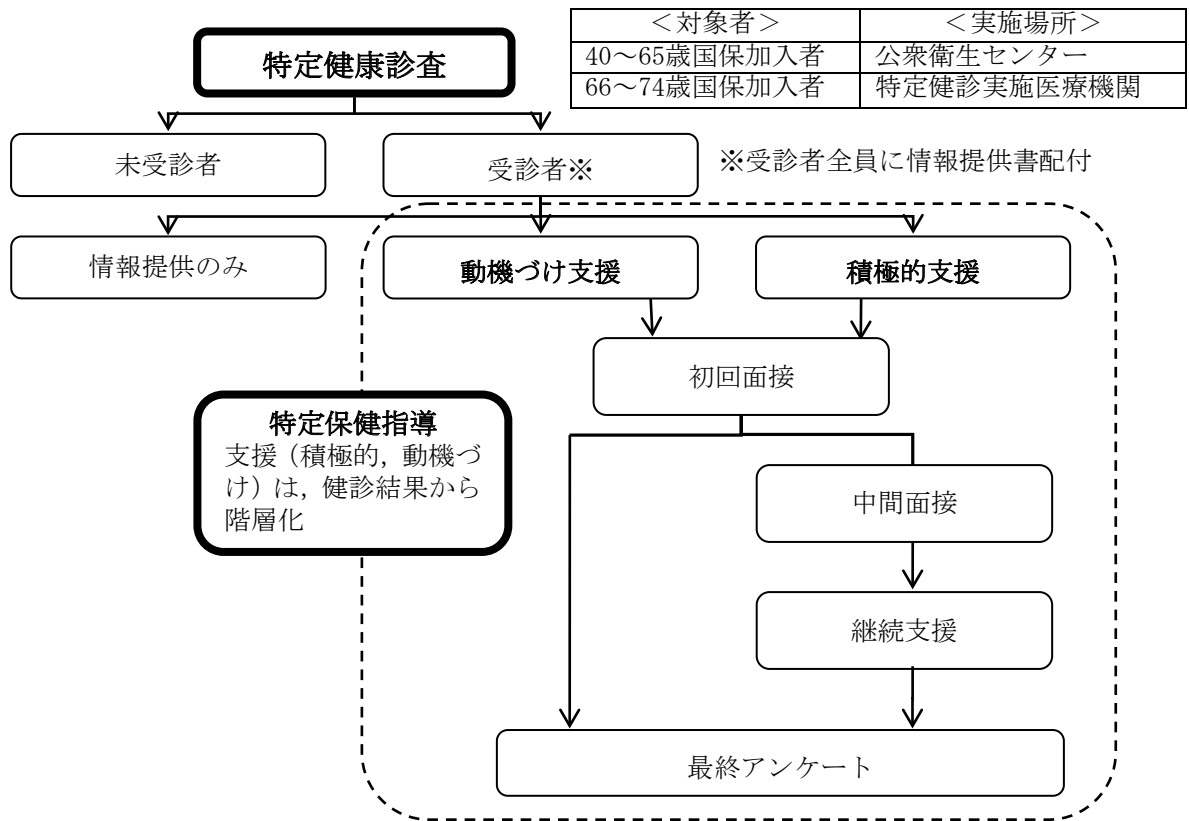 特定健康診査
＜対象者＞ ＜実施場所＞
40～65歳国保加入者 公衆衛生センター
66～74歳国保加入者 特定健診実施医療機関
未受診者
受診者※
※受診者全員に情報提供書配付
情報提供のみ
動機づけ支援
積極的支援
初回面接
特定保健指導
支援（積極的，動機づ
け）は，健診結果から
階層化
中間面接
継続支援
最終アンケート